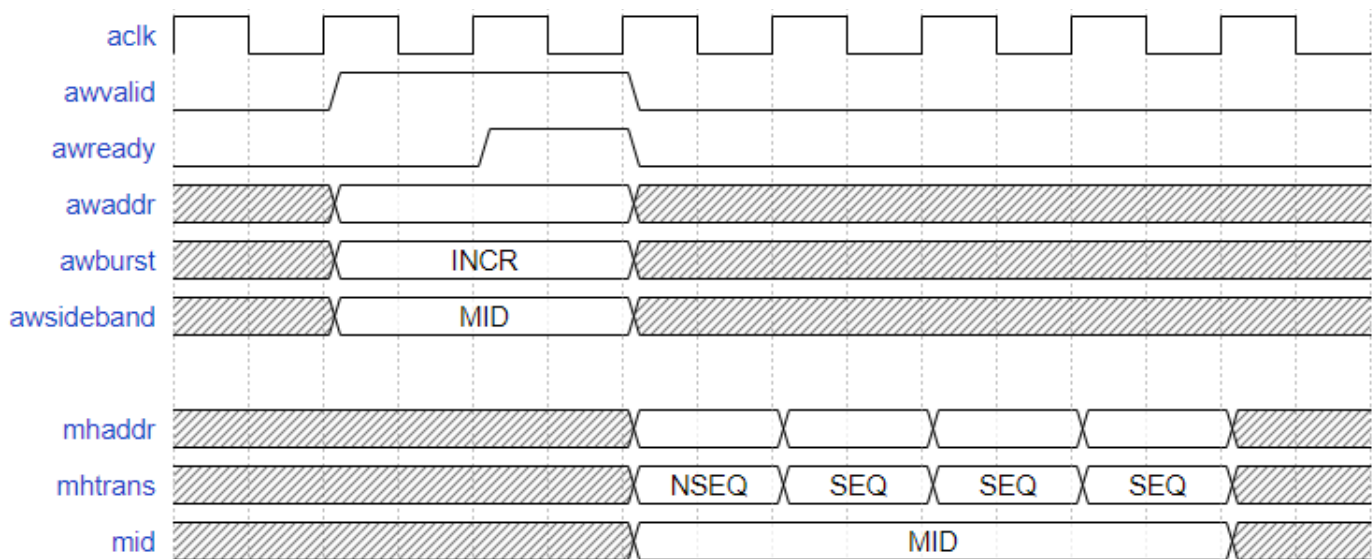 aclk
awvalid
awready
awaddr
awburst INCR
awsideband MID
mhaddr
mhtrans NSEQ SEQ SEQ SEQ
mid MID